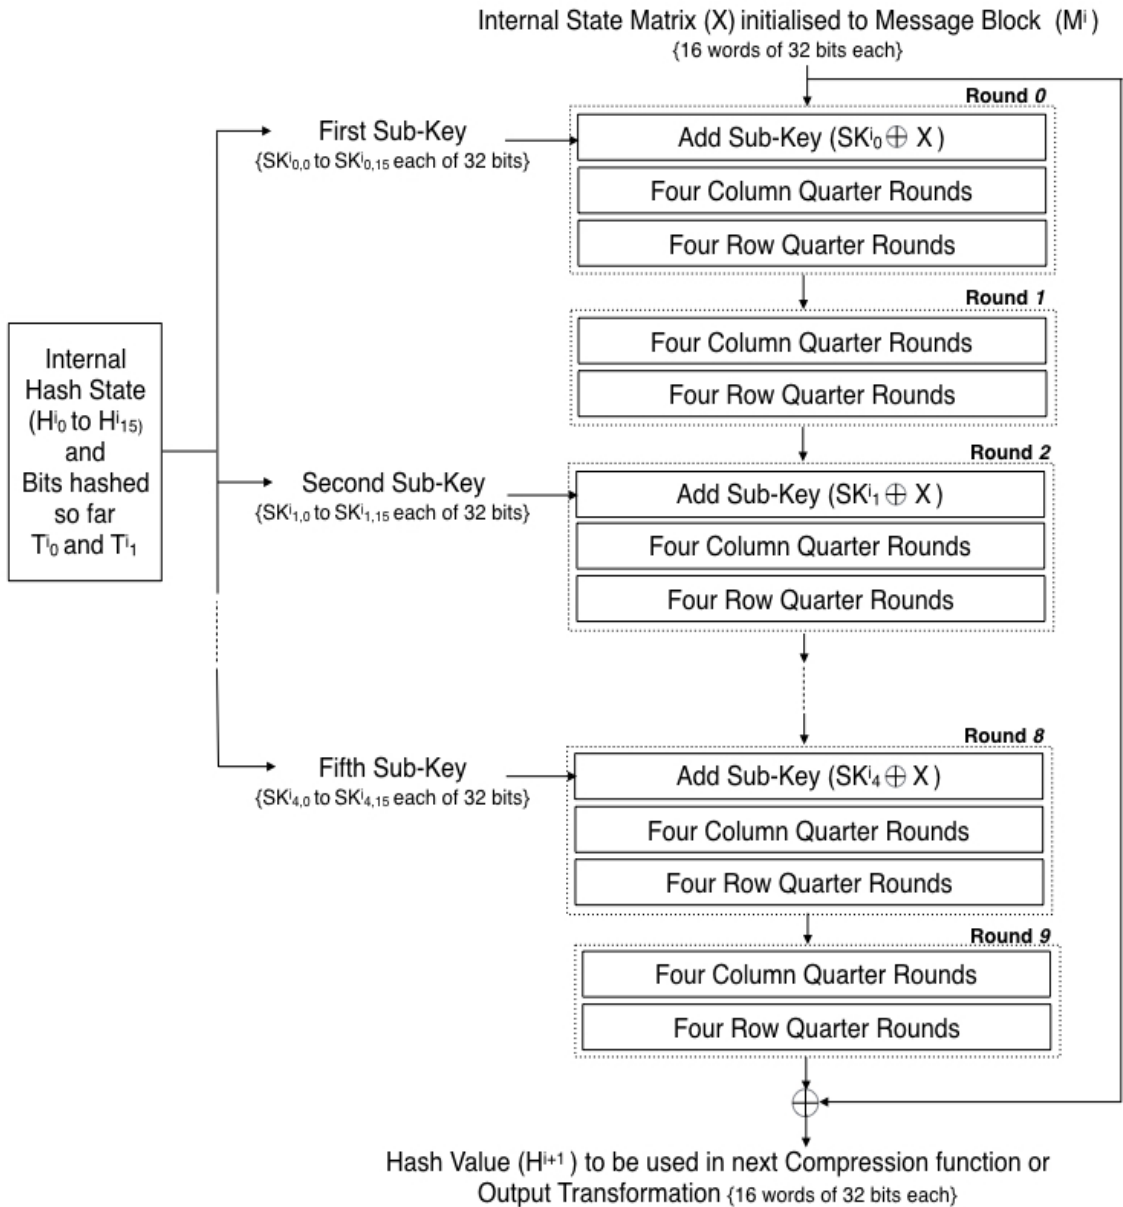 Internal State Matrix (X) initialised to Message Block (Mⁱ)
{16 words of 32 bits each}
Round 0
First Sub-Key
{SKⁱ₀,₀ to SKⁱ₀,₁₅ each of 32 bits}
Add Sub-Key (SKⁱ₀ ⊕ X)
Four Column Quarter Rounds
Four Row Quarter Rounds
Round 1
Four Column Quarter Rounds
Four Row Quarter Rounds
Internal
Hash State
(Hⁱ₀ to Hⁱ₁₅)
and
Bits hashed
so far
Tⁱ₀ and Tⁱ₁
Round 2
Second Sub-Key
{SKⁱ₁,₀ to SKⁱ₁,₁₅ each of 32 bits}
Add Sub-Key (SKⁱ₁ ⊕ X)
Four Column Quarter Rounds
Four Row Quarter Rounds
Round 8
Fifth Sub-Key
{SKⁱ₄,₀ to SKⁱ₄,₁₅ each of 32 bits}
Add Sub-Key (SKⁱ₄ ⊕ X)
Four Column Quarter Rounds
Four Row Quarter Rounds
Round 9
Four Column Quarter Rounds
Four Row Quarter Rounds
Hash Value (Hⁱ⁺¹) to be used in next Compression function or
Output Transformation {16 words of 32 bits each}